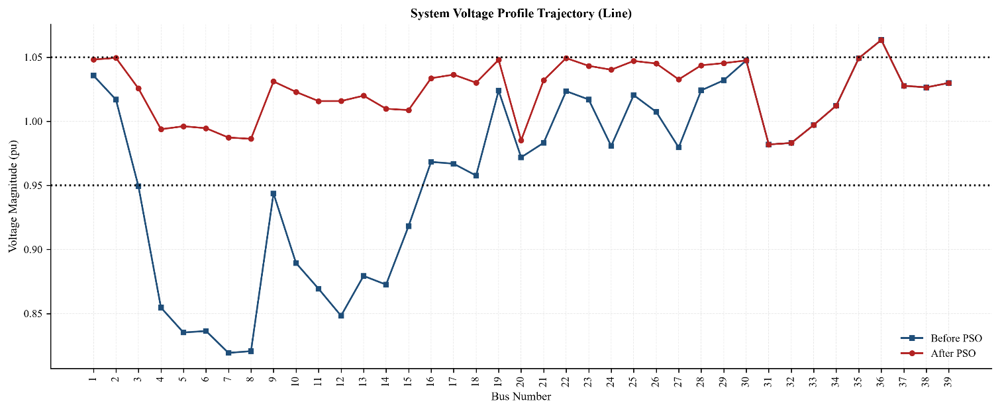 System Voltage Profile Trajectory (Line)
Voltage Magnitude (pu)
1.05
1.00
0.95
0.90
0.85
Before PSO
After PSO
1 2 3 4 5 6 7 8 9 10 11 12 13 14 15 16 17 18 19 20 21 22 23 24 25 26 27 28 29 30 31 32 33 34 35 36 37 38 39
Bus Number